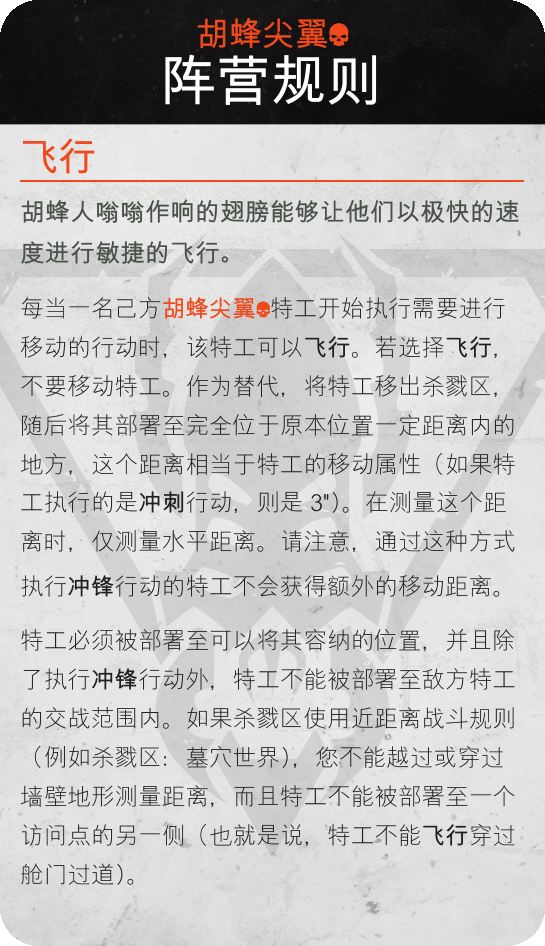 胡蜂尖翼
阵营规则
飞行
胡蜂人嗡嗡作响的翅膀能够让他们以极快的速
度进行敏捷的飞行。
每当一名己方胡蜂尖翼特工开始执行需要进行
移动的行动时，该特工可以飞行。若选择飞行，
不要移动特工。作为替代，将特工移出杀戮区，
随后将其部署至完全位于原本位置一定距离内的
地方，这个距离相当于特工的移动属性（如果特
工执行的是冲刺行动，则是 3"）。在测量这个距
离时，仅测量水平距离。请注意，通过这种方式
执行冲锋行动的特工不会获得额外的移动距离。
特工必须被部署至可以将其容纳的位置，并且除
了执行冲锋行动外，特工不能被部署至敌方特工
的交战范围内。如果杀戮区使用近距离战斗规则
（例如杀戮区：墓穴世界），您不能越过或穿过
墙壁地形测量距离，而且特工不能被部署至一个
访问点的另一侧（也就是说，特工不能飞行穿过
舱门过道）。